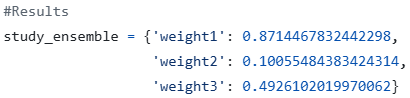 #Results
study_ensemble = {'weight1': 0.8714467832442298,
'weight2': 0.10055484383424314,
'weight3': 0.4926102019970062}